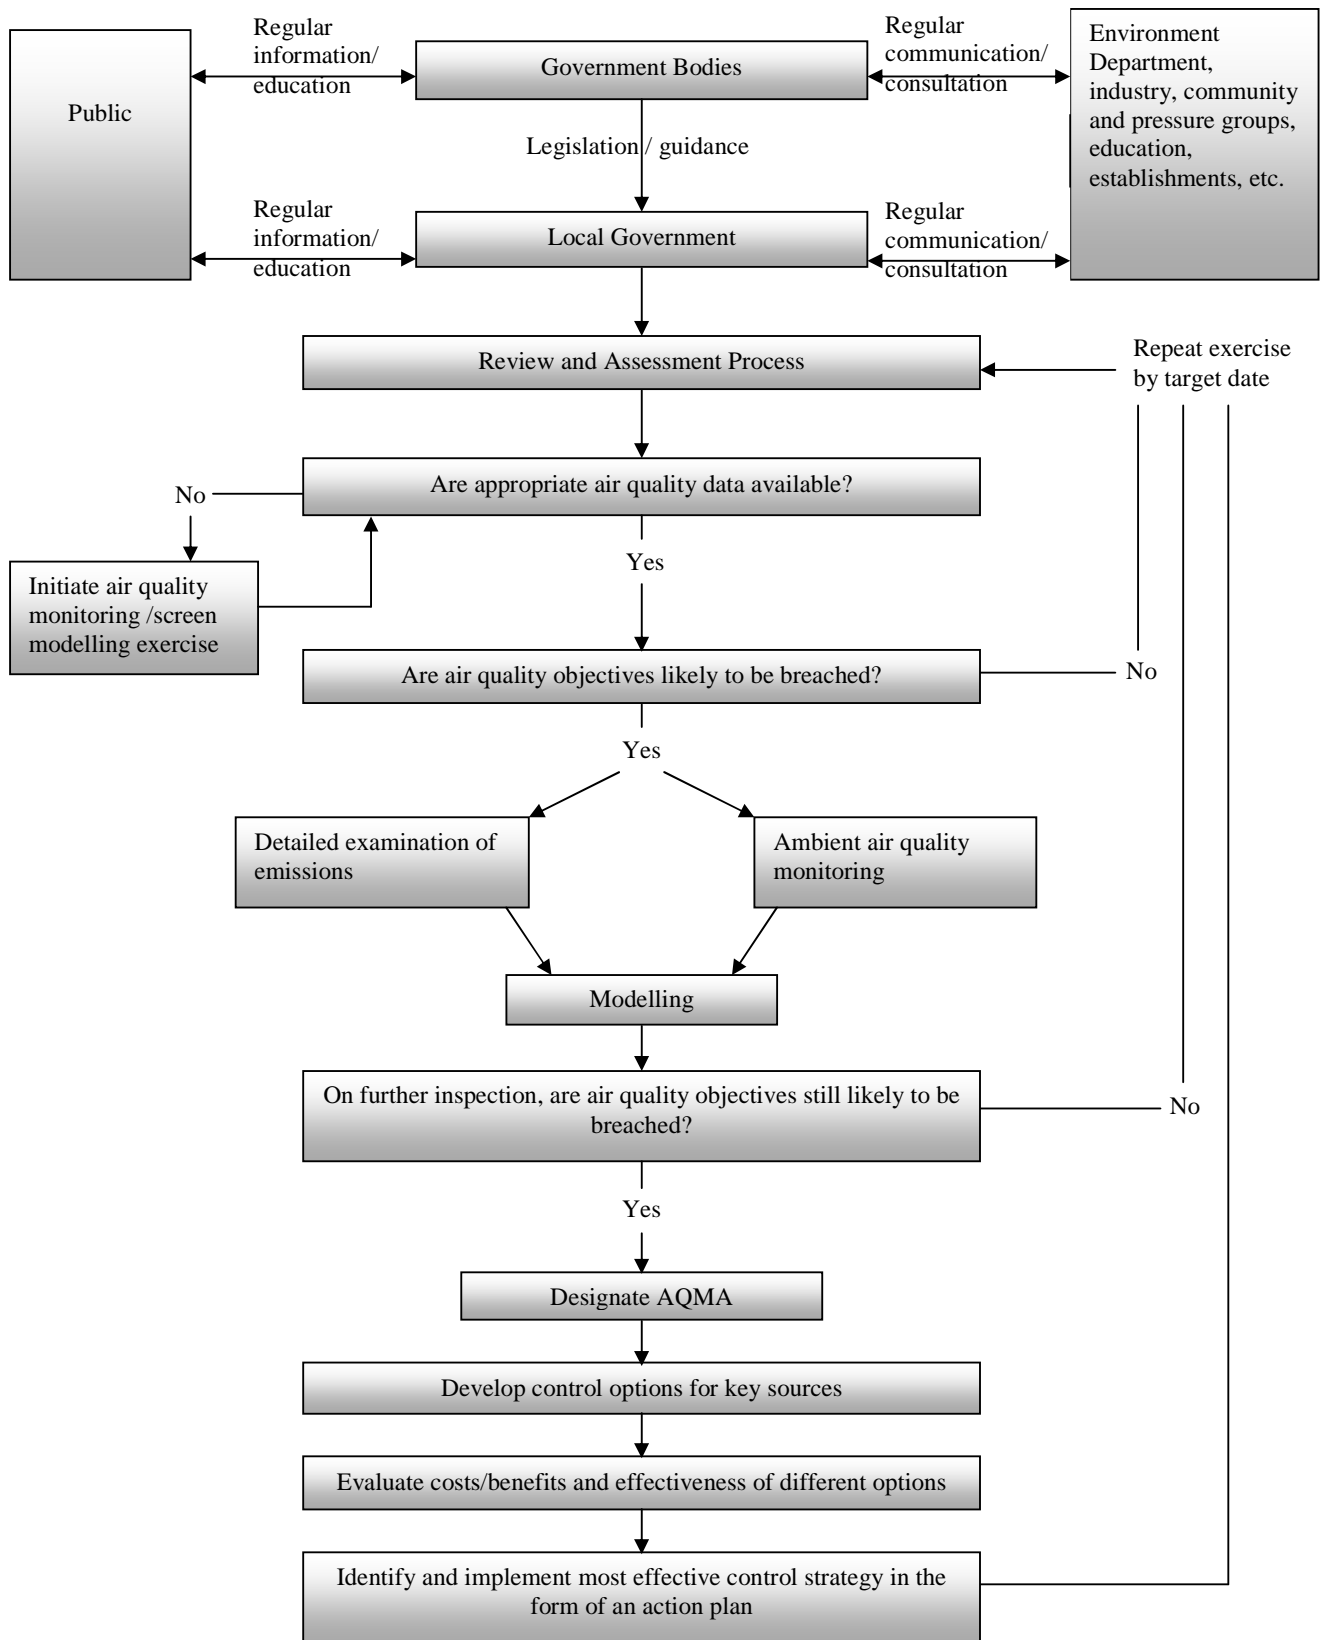 Public
Regular
information/
education
Government Bodies
Regular
communication/
consultation
Environment
Department,
industry, community
and pressure groups,
education,
establishments, etc.
Legislation / guidance
Regular
information/
education
Local Government
Regular
communication/
consultation
Review and Assessment Process
Repeat exercise
by target date
Are appropriate air quality data available?
No
Yes
Initiate air quality
monitoring /screen
modelling exercise
Are air quality objectives likely to be breached?
No
Yes
Detailed examination of
emissions
Ambient air quality
monitoring
Modelling
On further inspection, are air quality objectives still likely to be
breached?
No
Yes
Designate AQMA
Develop control options for key sources
Evaluate costs/benefits and effectiveness of different options
Identify and implement most effective control strategy in the
form of an action plan